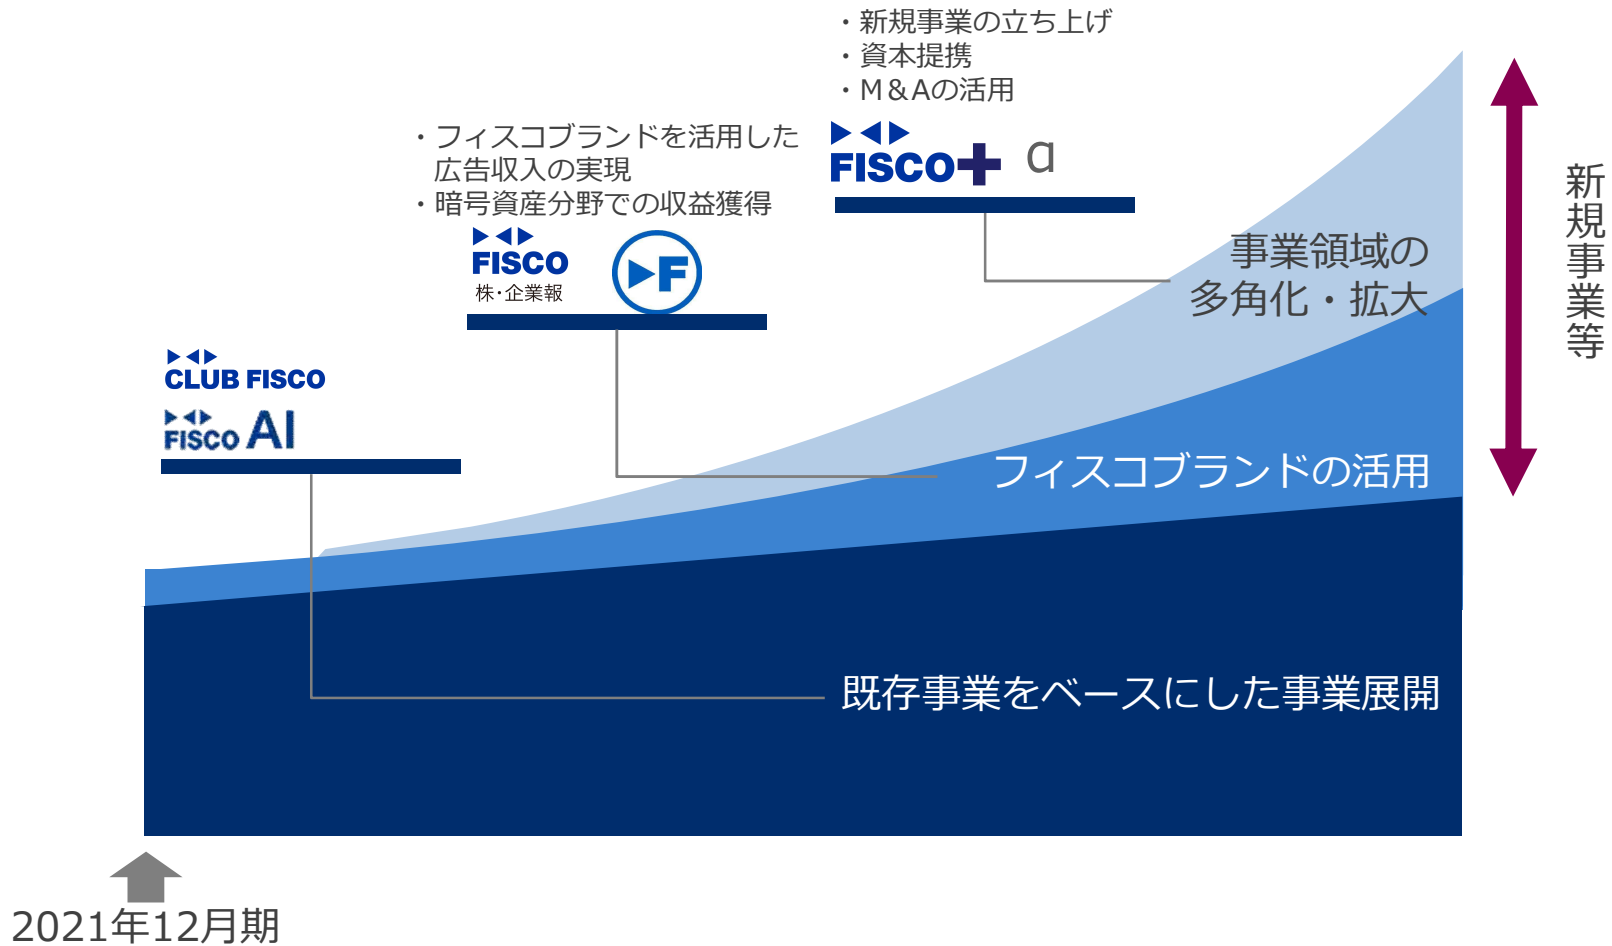 ・新規事業の立ち上げ
・資本提携
・M&Aの活用
FISCO+ α
・フィスコブランドを活用した
広告収入の実現
・暗号資産分野での収益獲得
FISCO
株・企業報
F
CLUB FISCO
FISCO AI
事業領域の
多角化・拡大
フィスコブランドの活用
既存事業をベースにした事業展開
新規事業等
2021年12月期